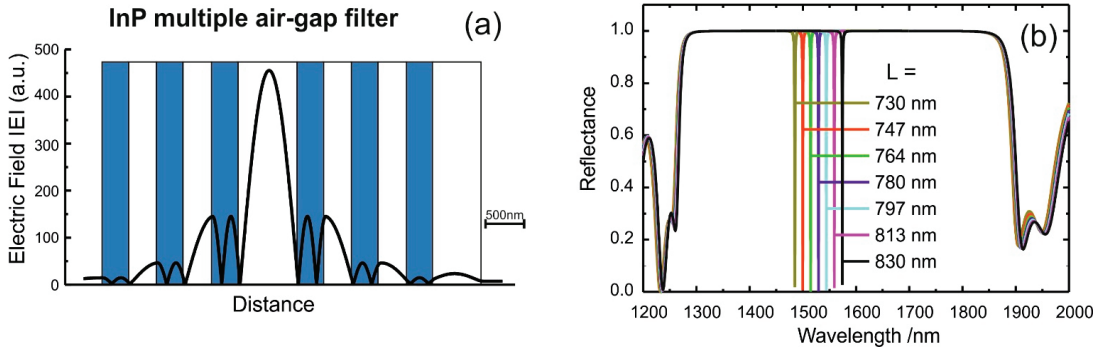 InP multiple air-gap filter
(a)
500
400
300
200
100
0
Electric Field |E| (a.u.)
Distance
500nm
(b)
1.0
0.8
0.6
0.4
0.2
0.0
Reflectance
L =
730 nm
747 nm
764 nm
780 nm
797 nm
813 nm
830 nm
1200 1300 1400 1500 1600 1700 1800 1900 2000
Wavelength /nm